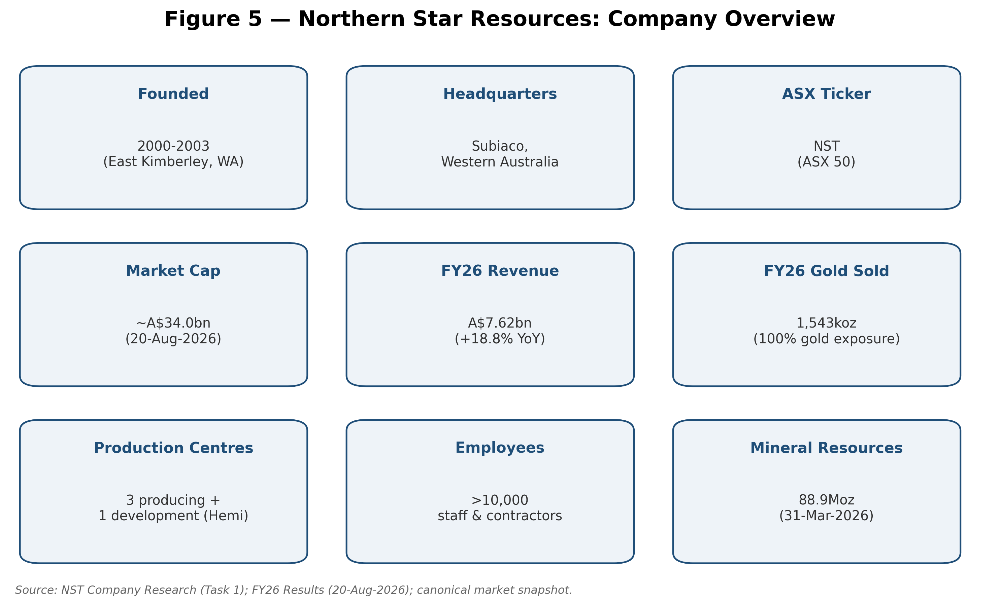 Figure 5 — Northern Star Resources: Company Overview
Founded
2000-2003
(East Kimberley, WA)
Headquarters
Subiaco,
Western Australia
ASX Ticker
NST
(ASX 50)
Market Cap
~A$34.0bn
(20-Aug-2026)
FY26 Revenue
A$7.62bn
(+18.8% YoY)
FY26 Gold Sold
1,543koz
(100% gold exposure)
Production Centres
3 producing +
1 development (Hemi)
Employees
>10,000
staff & contractors
Mineral Resources
88.9Moz
(31-Mar-2026)
Source: NST Company Research (Task 1); FY26 Results (20-Aug-2026); canonical market snapshot.